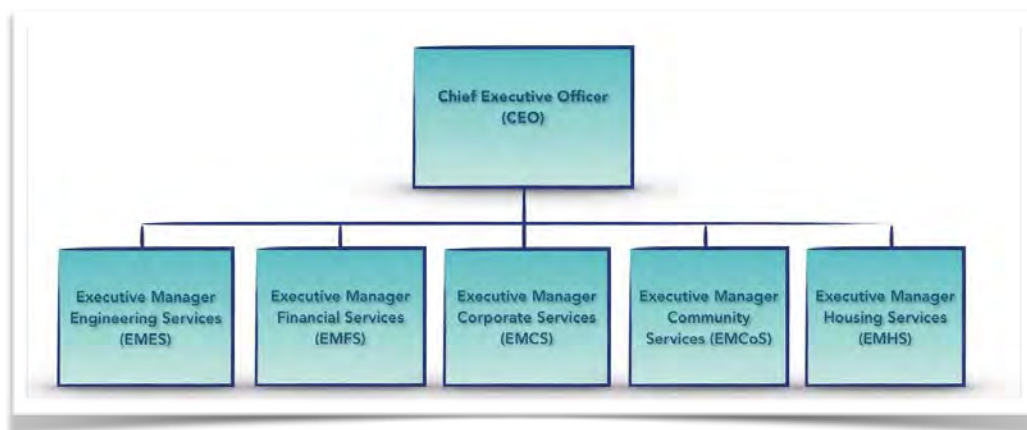 Chief Executive Officer
(CEO)
Executive Manager
Engineering Services
(EMES)
Executive Manager
Financial Services
(EMFS)
Executive Manager
Corporate Services
(EMCS)
Executive Manager
Community
Services (EMCoS)
Executive Manager
Housing Services
(EMHS)